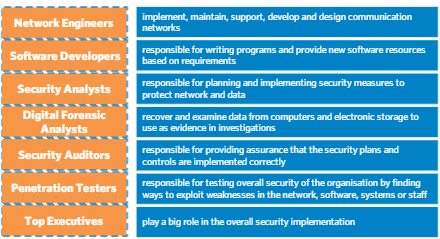 Network Engineers
implement, maintain, support, develop and design communication
networks
Software Developers
responsible for writing programs and provide new software resources
based on requirements
Security Analysts
responsible for planning and implementing security measures to
protect network and data
Digital Forensic
Analysts
recover and examine data from computers and electronic storage to
use as evidence in investigations
Security Auditors
responsible for providing assurance that the security plans and
controls are implemented correctly
Penetration Testers
responsible for testing overall security of the organisation by finding
ways to exploit weaknesses in the network, software, systems or staff
Top Executives
play a big role in the overall security implementation